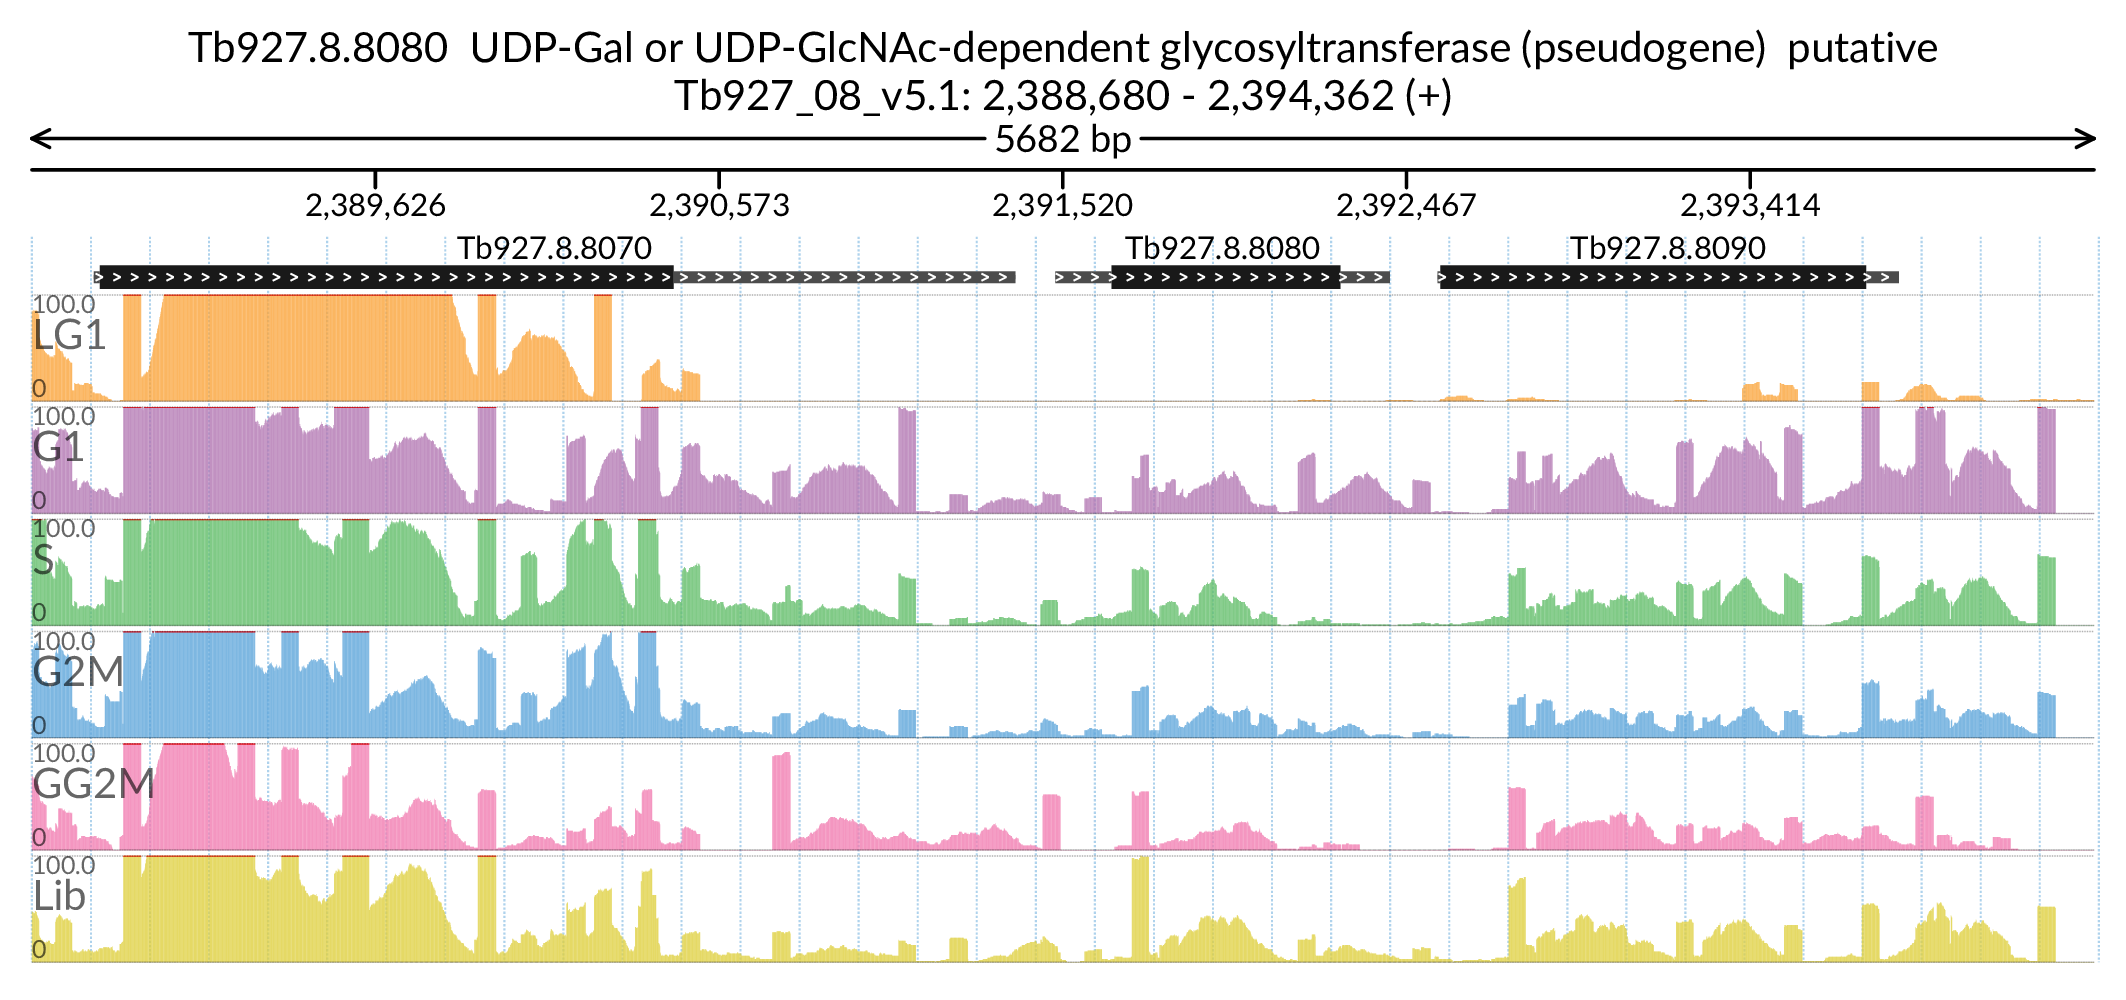 Tb927.8.8080 UDP-Gal or UDP-GlcNAc-dependent glycosyltransferase (pseudogene) putative
Tb927_08_v5.1: 2,388,680 - 2,394,362 (+)
5682 bp
2,389,626 2,390,573 2,391,520 2,392,467 2,393,414
Tb927.8.8070 Tb927.8.8080 Tb927.8.8090
100.0
LG1
0
100.0
G1
0
100.0
S
0
100.0
G2M
0
100.0
GG2M
0
100.0
Lib
0